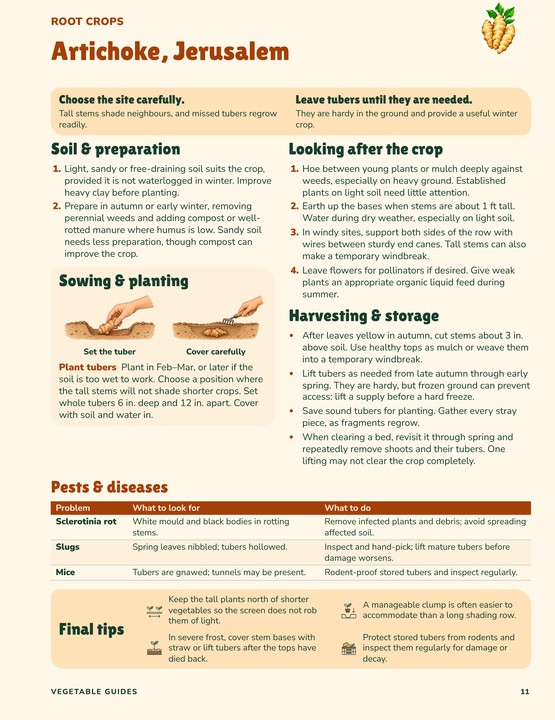 ROOT CROPS
Artichoke, Jerusalem
Choose the site carefully.
Tall stems shade neighbours, and missed tubers regrow
readily.
Leave tubers until they are needed.
They are hardy in the ground and provide a useful winter
crop.
Soil & preparation
1. Light, sandy or free-draining soil suits the crop,
provided it is not waterlogged in winter. Improve
heavy clay before planting.
2. Prepare in autumn or early winter, removing
perennial weeds and adding compost or well-
rotted manure where humus is low. Sandy soil
needs less preparation, though compost can
improve the crop.
Sowing & planting
Set the tuber
Cover carefully
Plant tubers Plant in Feb–Mar, or later if the
soil is too wet to work. Choose a position where
the tall stems will not shade shorter crops. Set
whole tubers 6 in. deep and 12 in. apart. Cover
with soil and water in.
Looking after the crop
1. Hoe between young plants or mulch deeply against
weeds, especially on heavy ground. Established
plants on light soil need little attention.
2. Earth up the bases when stems are about 1 ft tall.
Water during dry weather, especially on light soil.
3. In windy sites, support both sides of the row with
wires between sturdy end canes. Tall stems can also
make a temporary windbreak.
4. Leave flowers for pollinators if desired. Give weak
plants an appropriate organic liquid feed during
summer.
Harvesting & storage
• After leaves yellow in autumn, cut stems about 3 in.
above soil. Use healthy tops as mulch or weave them
into a temporary windbreak.
• Lift tubers as needed from late autumn through early
spring. They are hardy, but frozen ground can prevent
access: lift a supply before a hard freeze.
• Save sound tubers for planting. Gather every stray
piece, as fragments regrow.
• When clearing a bed, revisit it through spring and
repeatedly remove shoots and their tubers. One
lifting may not clear the crop completely.
Pests & diseases
Problem What to look for What to do
Sclerotinia rot White mould and black bodies in rotting Remove infected plants and debris; avoid spreading
stems. affected soil.
Slugs Spring leaves nibbled; tubers hollowed. Inspect and hand-pick; lift mature tubers before
damage worsens.
Mice Tubers are gnawed; tunnels may be present. Rodent-proof stored tubers and inspect regularly.
Final tips
Keep the tall plants north of shorter
vegetables so the screen does not rob
them of light.
A manageable clump is often easier to
accommodate than a long shading row.
In severe frost, cover stem bases with
straw or lift tubers after the tops have
died back.
Protect stored tubers from rodents and
inspect them regularly for damage or
decay.
VEGETABLE GUIDES
11